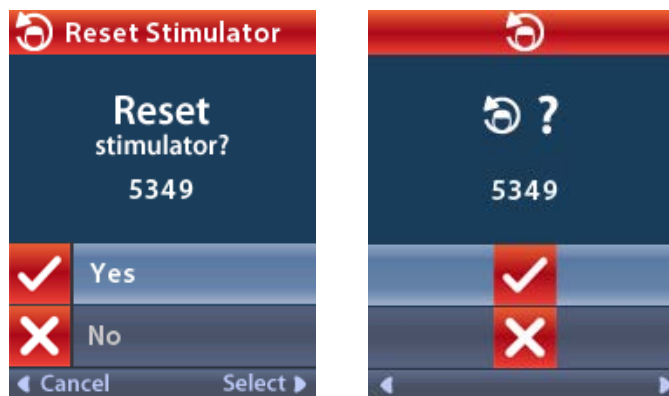 Reset Stimulator
Reset
stimulator?
5349
Yes
No
Cancel Select
?
5349